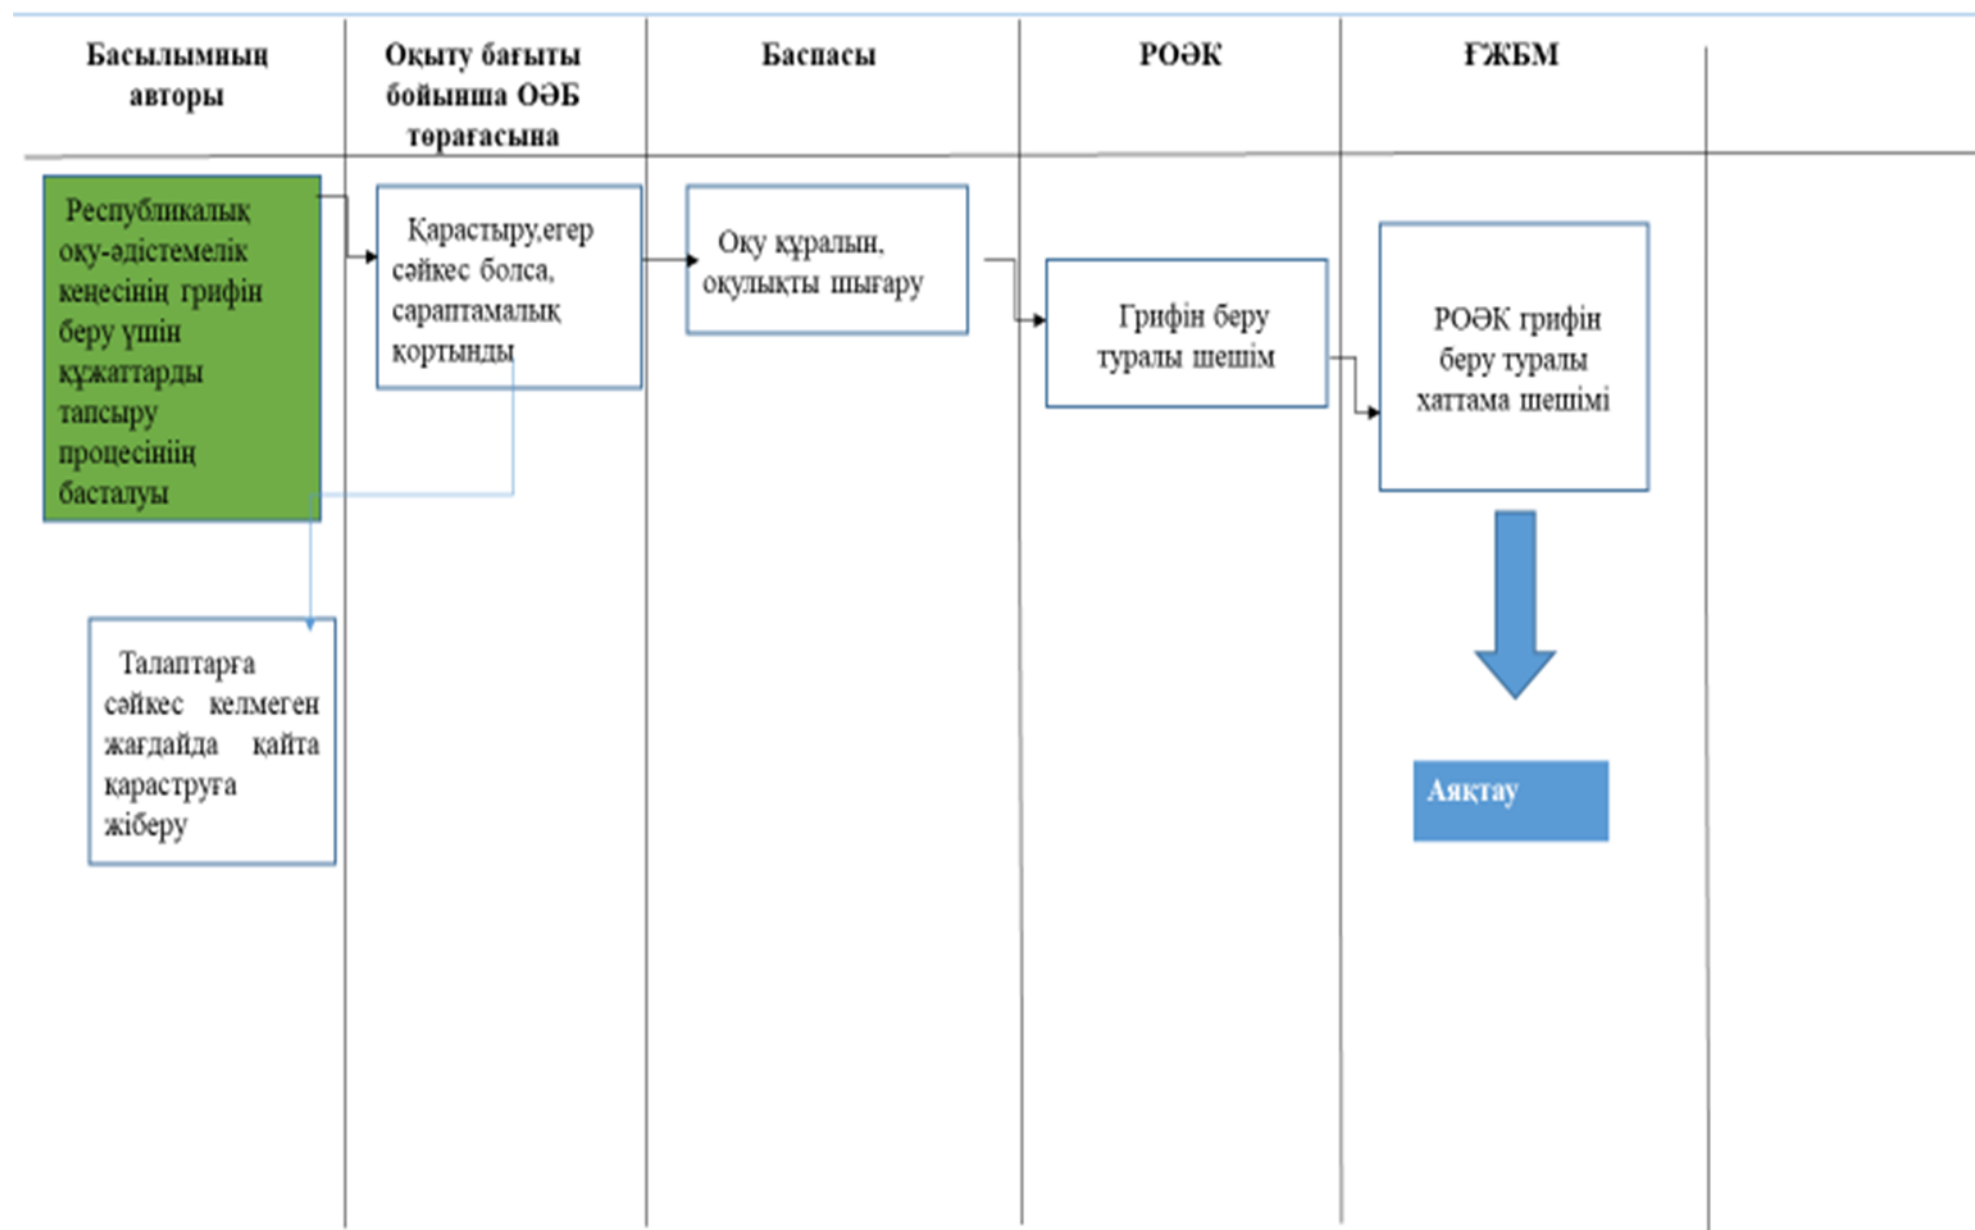 Басылымның
авторы
Оқыту бағыты
бойынша ОӘБ
төрағасына
Баспасы
РОӘК
ҒЖБМ
Республикалық
оқу-әдістемелік
кеңесінің грифін
беру үшін
құжаттарды
тапсыру
процесініің
басталуы
Қарастыру,егер
сәйкес болса,
сараптамалық
қортынды
Оқу құралын,
оқулықты шығару
Грифін беру
туралы шешім
РОӘК грифін
беру туралы
хаттама шешімі
Талаптарға
сәйкес келмеген
жағдайда қайта
қараструға
жіберу
Аяқтау